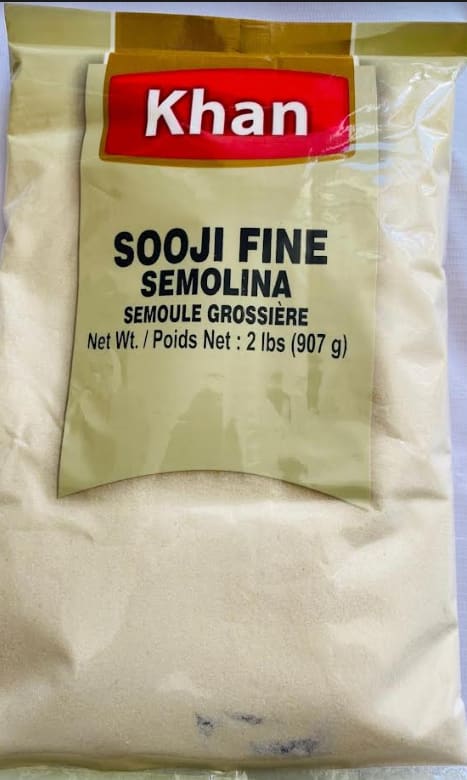 Khan
SOOJI FINE
SEMOLINA
SEMOULE GROSSIÈRE
Net Wt. / Poids Net : 2 lbs (907 g)